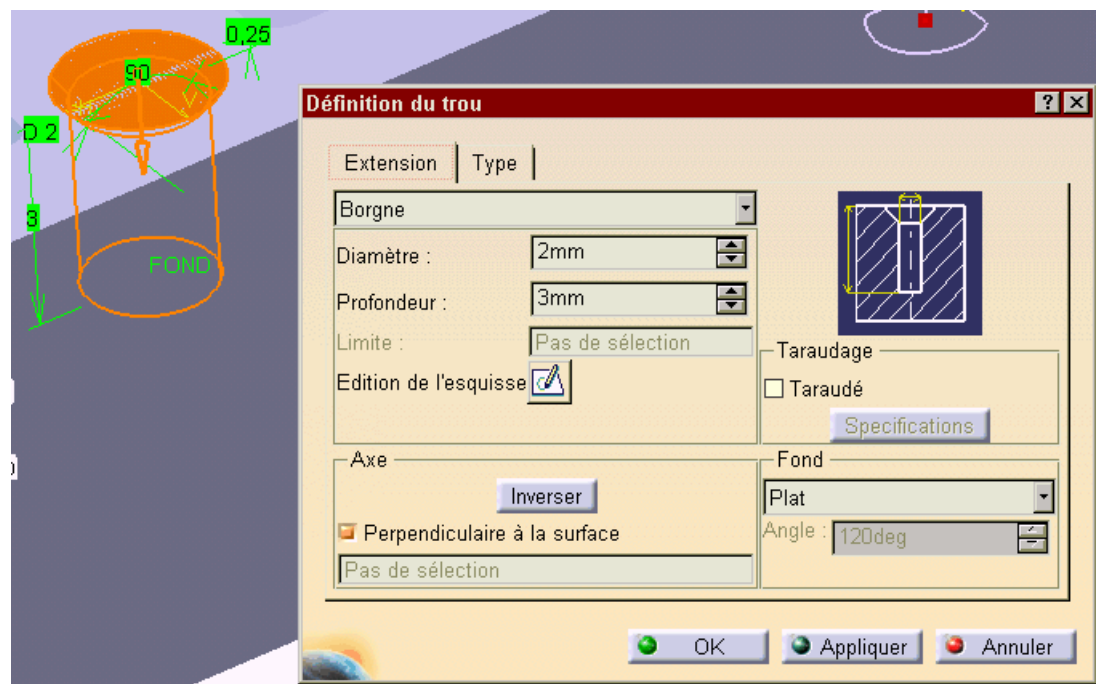 0,25
90
D 2
3
FOND
Définition du trou
Extension Type
Borgne
Diamètre : 2mm
Profondeur : 3mm
Limite : Pas de sélection
Edition de l'esquisse
Taraudage
Taraudé
Specifications
Axe
Inverser
Perpendiculaire à la surface
Pas de sélection
Fond
Plat
Angle : 120deg
OK Appliquer Annuler